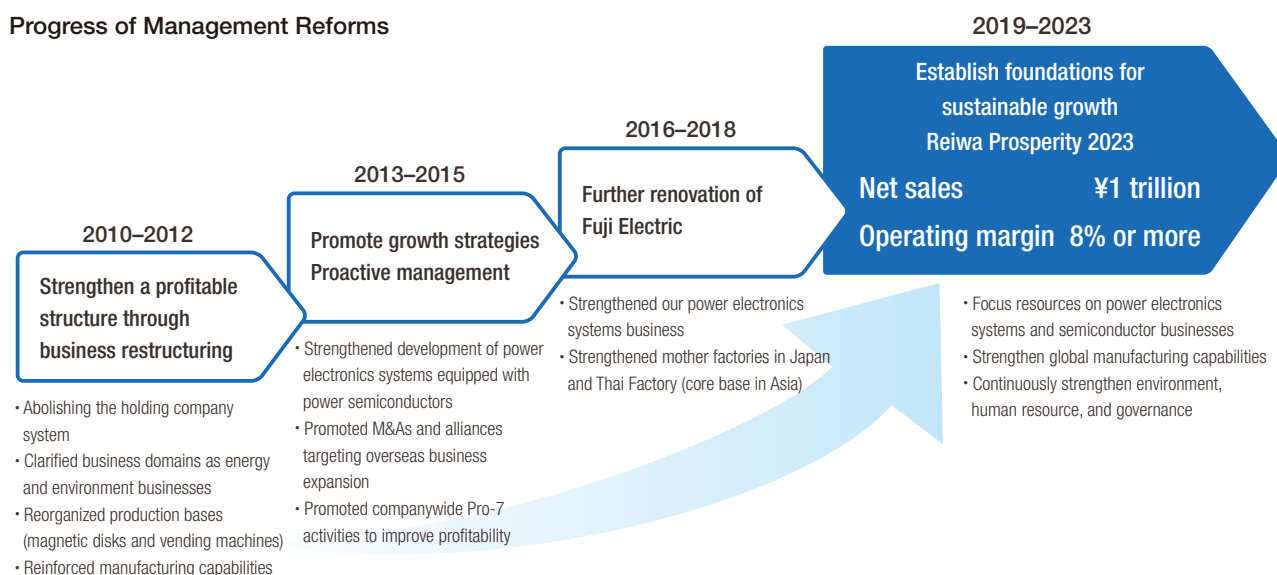 Progress of Management Reforms
2010–2012
Strengthen a profitable
structure through
business restructuring
・Abolishing the holding company
system
・Clarified business domains as energy
and environment businesses
・Reorganized production bases
(magnetic disks and vending machines)
・Reinforced manufacturing capabilities
2013–2015
Promote growth strategies
Proactive management
・Strengthened development of power
electronics systems equipped with
power semiconductors
・Promoted M&As and alliances
targeting overseas business
expansion
・Promoted companywide Pro-7
activities to improve profitability
2016–2018
Further renovation of
Fuji Electric
・Strengthened our power electronics
systems business
・Strengthened mother factories in Japan
and Thai Factory (core base in Asia)
2019–2023
Establish foundations for
sustainable growth
Reiwa Prosperity 2023
Net sales ¥1 trillion
Operating margin 8% or more
・Focus resources on power electronics
systems and semiconductor businesses
・Strengthen global manufacturing capabilities
・Continuously strengthen environment,
human resource, and governance